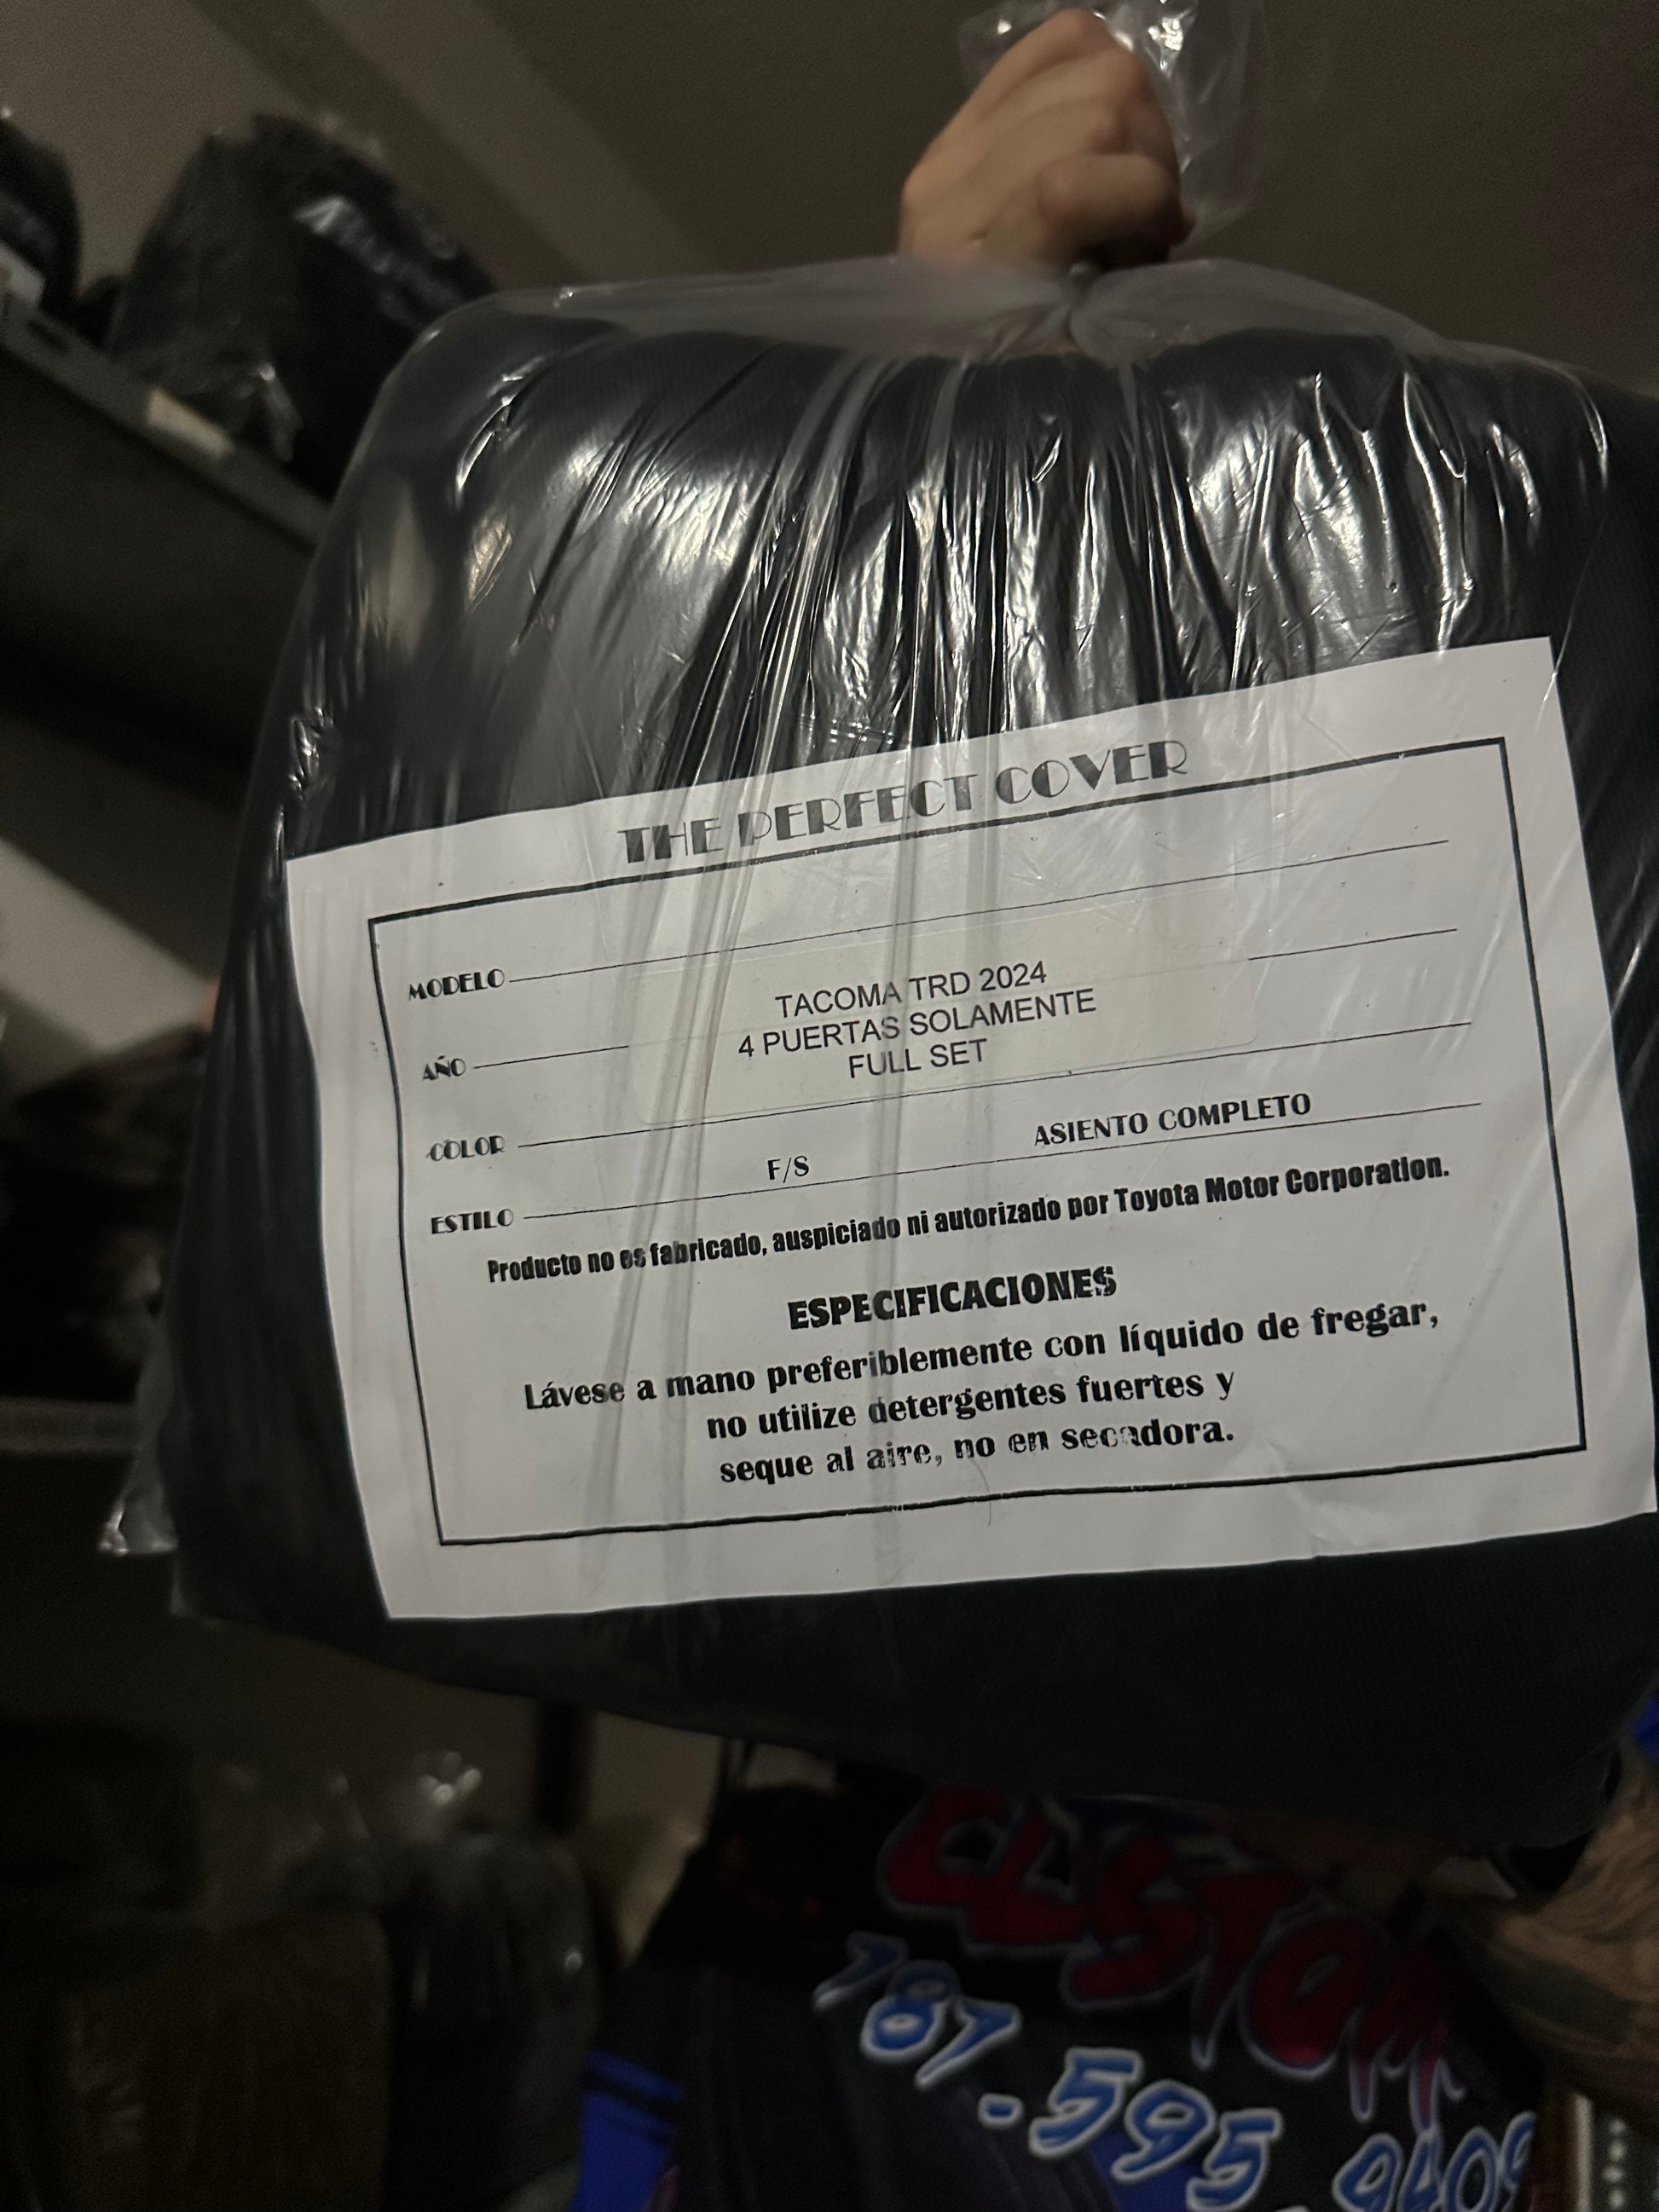 THE PERFECT COVER
MODELO
TACOMA TRD 2024
4 PUERTAS SOLAMENTE
FULL SET
AÑO
COLOR
ESTILO F/S ASIENTO COMPLETO
Producto no es fabricado, auspiciado ni autorizado por Toyota Motor Corporation.
ESPECIFICACIONES
Lávese a mano preferiblemente con líquido de fregar,
no utilize detergentes fuertes y
seque al aire, no en secadora.
CUSTOM
787.595